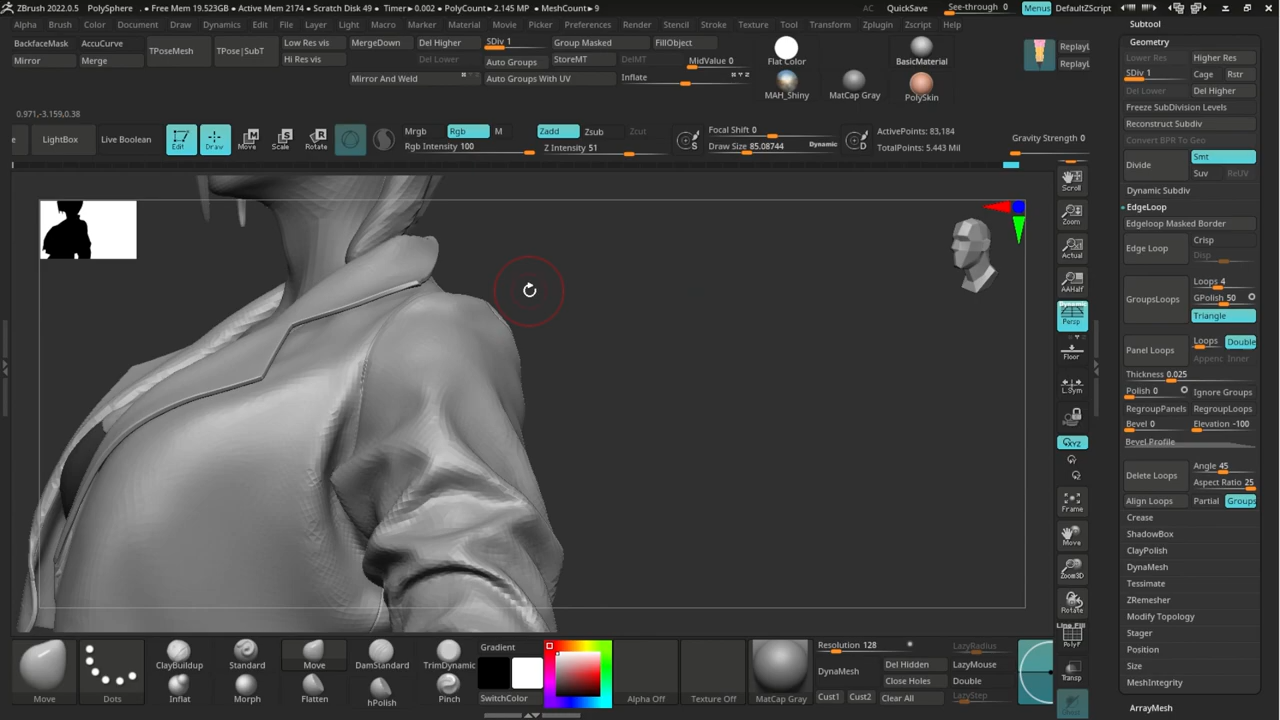 ZBrush 2022.0.5 PolySphere . ● Free Mem 19.523GB ● Active Mem 2174 ● Scratch Disk 49 ● Timer▸0.002 ● PolyCount▸2.145 MP ● MeshCount▸9 AC QuickSave See-through 0 Menus DefaultZScript
Alpha Brush Color Document Draw Dynamics Edit File Layer Light Macro Marker Material Movie Picker Preferences Render Stencil Stroke Texture Tool Transform Zplugin Zscript Help
BackfaceMask AccuCurve
Mirror Merge
TPoseMesh
TPose|SubT
Low Res vis
Hi Res vis
MergeDown
Del Higher
Del Lower
Mirror And Weld
SDiv 1
Auto Groups
Auto Groups With UV
Group Masked
StoreMT
DelMT
FillObject
MidValue 0
Inflate
Flat Color
MAH_Shiny
MatCap Gray
BasicMaterial
PolySkin
ReplayL
ReplayL
0.971,-3.159,0.38
e
LightBox
Live Boolean
Edit
Draw
Move
Scale
Rotate
Mrgb Rgb M
Rgb Intensity 100
Zadd Zsub Zcut
Z Intensity 51
S
Focal Shift 0
Draw Size 85.08744 Dynamic
D
ActivePoints: 83,184
TotalPoints: 5.443 Mil
Gravity Strength 0
Scroll
Zoom
Actual
AAHalf
Dynamic
Persp
Floor
L.Sym
XYZ
Y
Z
Frame
Move
Zoom3D
Rotate
Line Fill
PolyF
Transp
Subtool
Geometry
Lower Res Higher Res
SDiv 1 Cage Rstr
Del Lower Del Higher
Freeze SubDivision Levels
Reconstruct Subdiv
Convert BPR To Geo
Divide
Smt
Suv ReUV
Dynamic Subdiv
EdgeLoop
Edgeloop Masked Border
Edge Loop
Crisp
Disp
GroupsLoops
Loops 4
GPolish 50
Triangle
Panel Loops
Loops Double
Appenc Inner
Thickness 0.025
Polish 0 Ignore Groups
RegroupPanels RegroupLoops
Bevel 0 Elevation -100
Bevel Profile
Delete Loops
Angle 45
Aspect Ratio 25
Align Loops Partial Groups
Crease
ShadowBox
ClayPolish
DynaMesh
Tessimate
ZRemesher
Modify Topology
Stager
Position
Size
MeshIntegrity
ArrayMesh
Move
Dots
ClayBuildup
Standard
Move
DamStandard
TrimDynamic
Inflat
Morph
Flatten
hPolish
Pinch
Gradient
SwitchColor
Alpha Off
Texture Off
MatCap Gray
Resolution 128
DynaMesh
Cust1 Cust2
Del Hidden
Close Holes
Clear All
LazyRadius
LazyMouse
Double
LazyStep